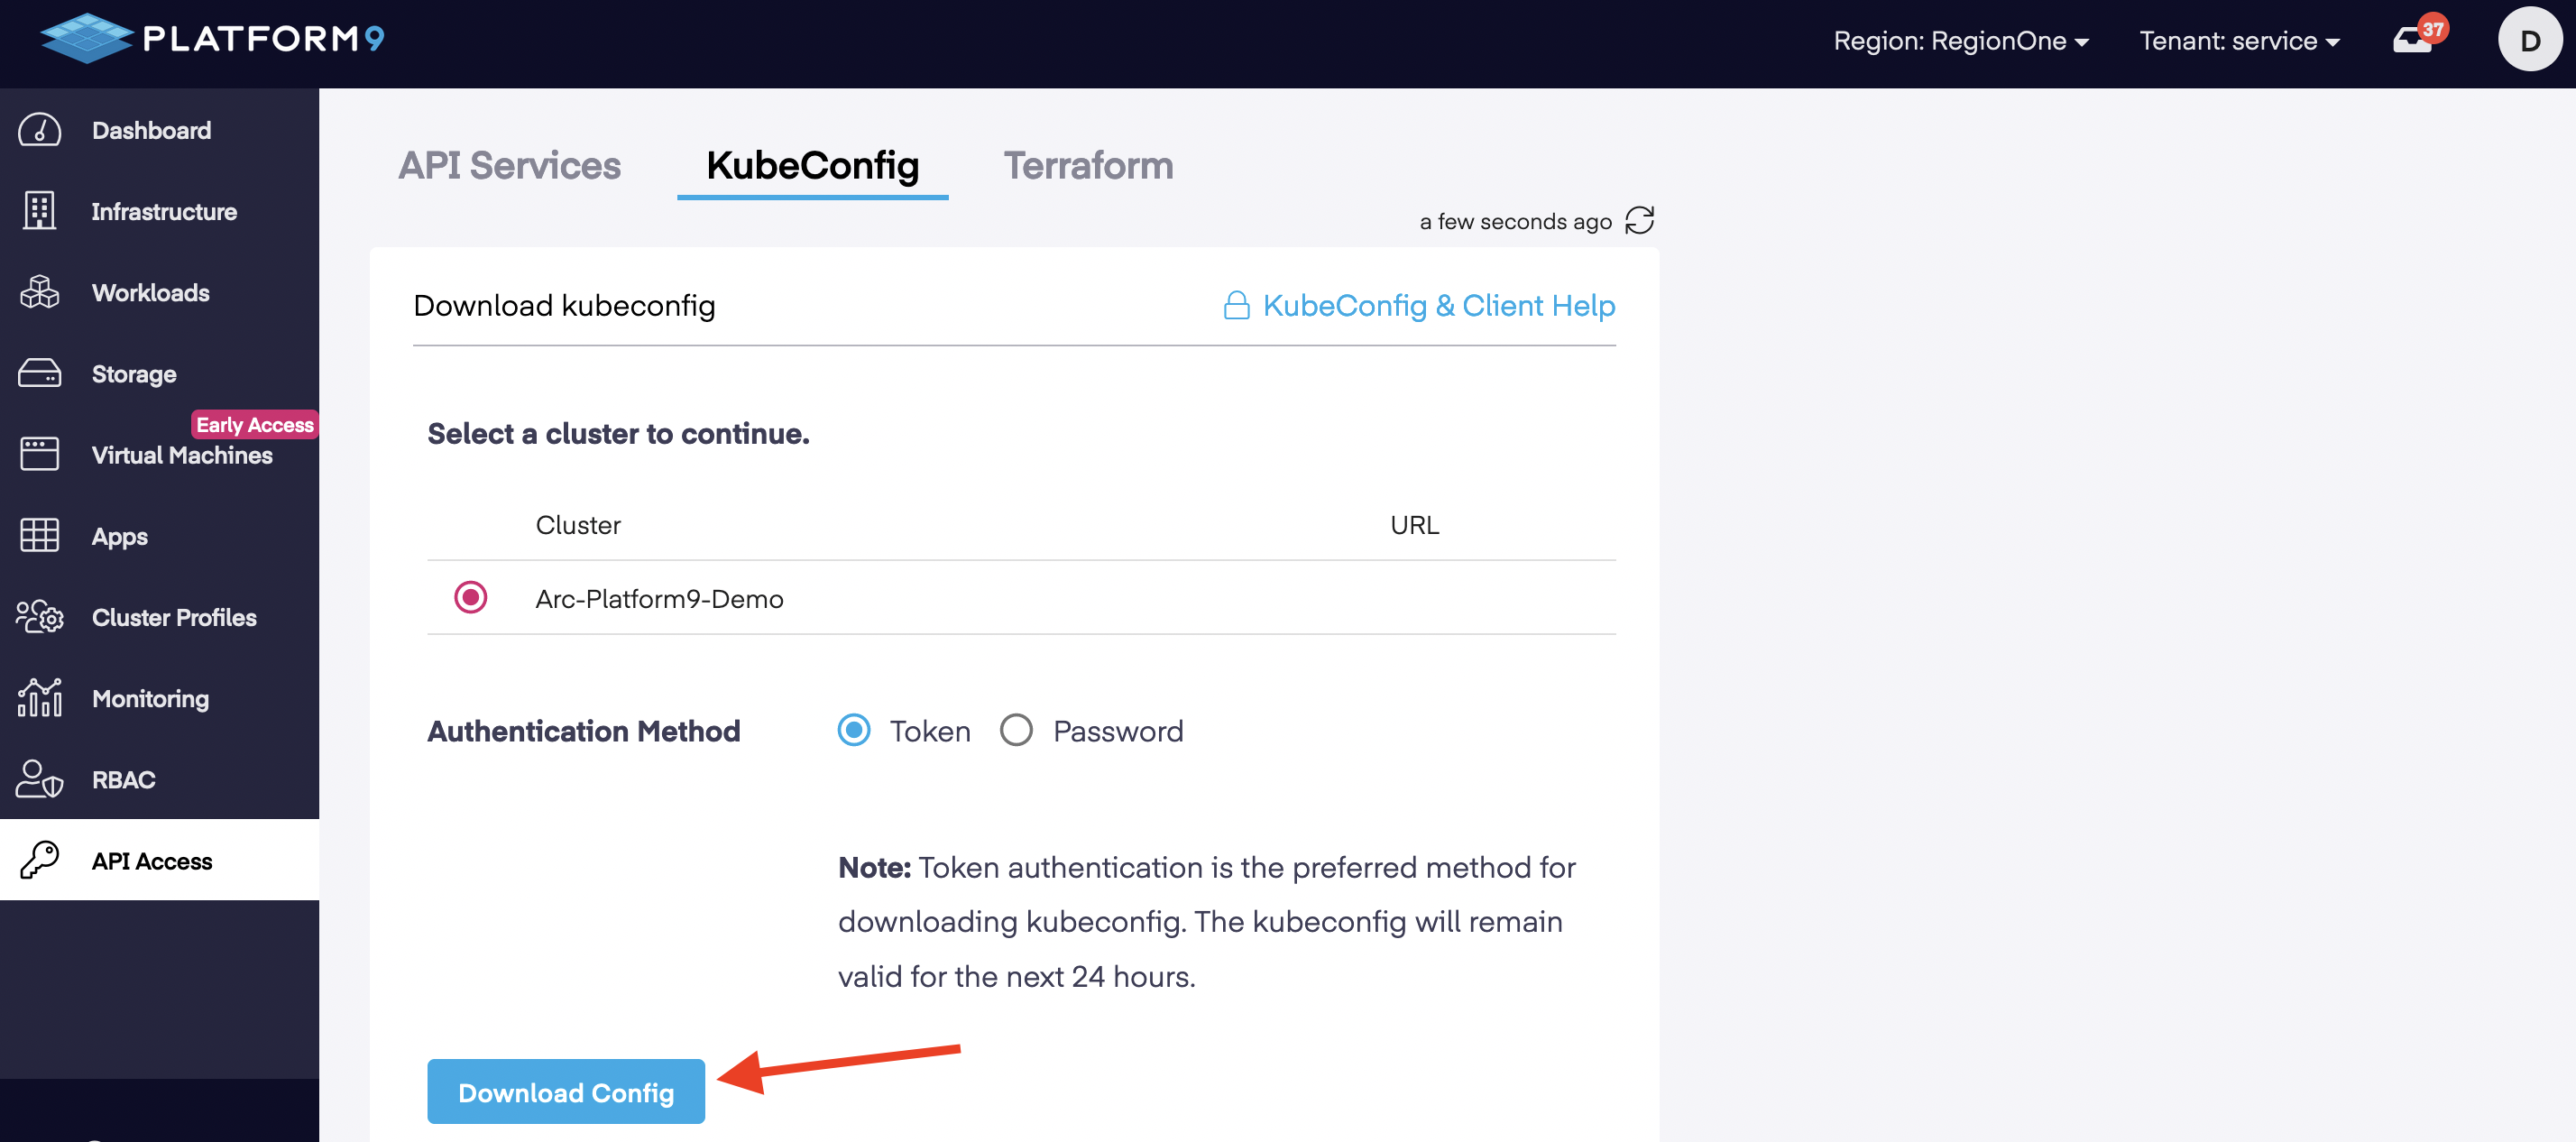 PLATFORM9
Region: RegionOne
Tenant: service
37
D
Dashboard
Infrastructure
Workloads
Storage
Early Access
Virtual Machines
Apps
Cluster Profiles
Monitoring
RBAC
API Access
API Services
KubeConfig
Terraform
a few seconds ago
Download kubeconfig
KubeConfig & Client Help
Select a cluster to continue.
Cluster
URL
Arc-Platform9-Demo
Authentication Method
Token
Password
Note: Token authentication is the preferred method for
downloading kubeconfig. The kubeconfig will remain
valid for the next 24 hours.
Download Config